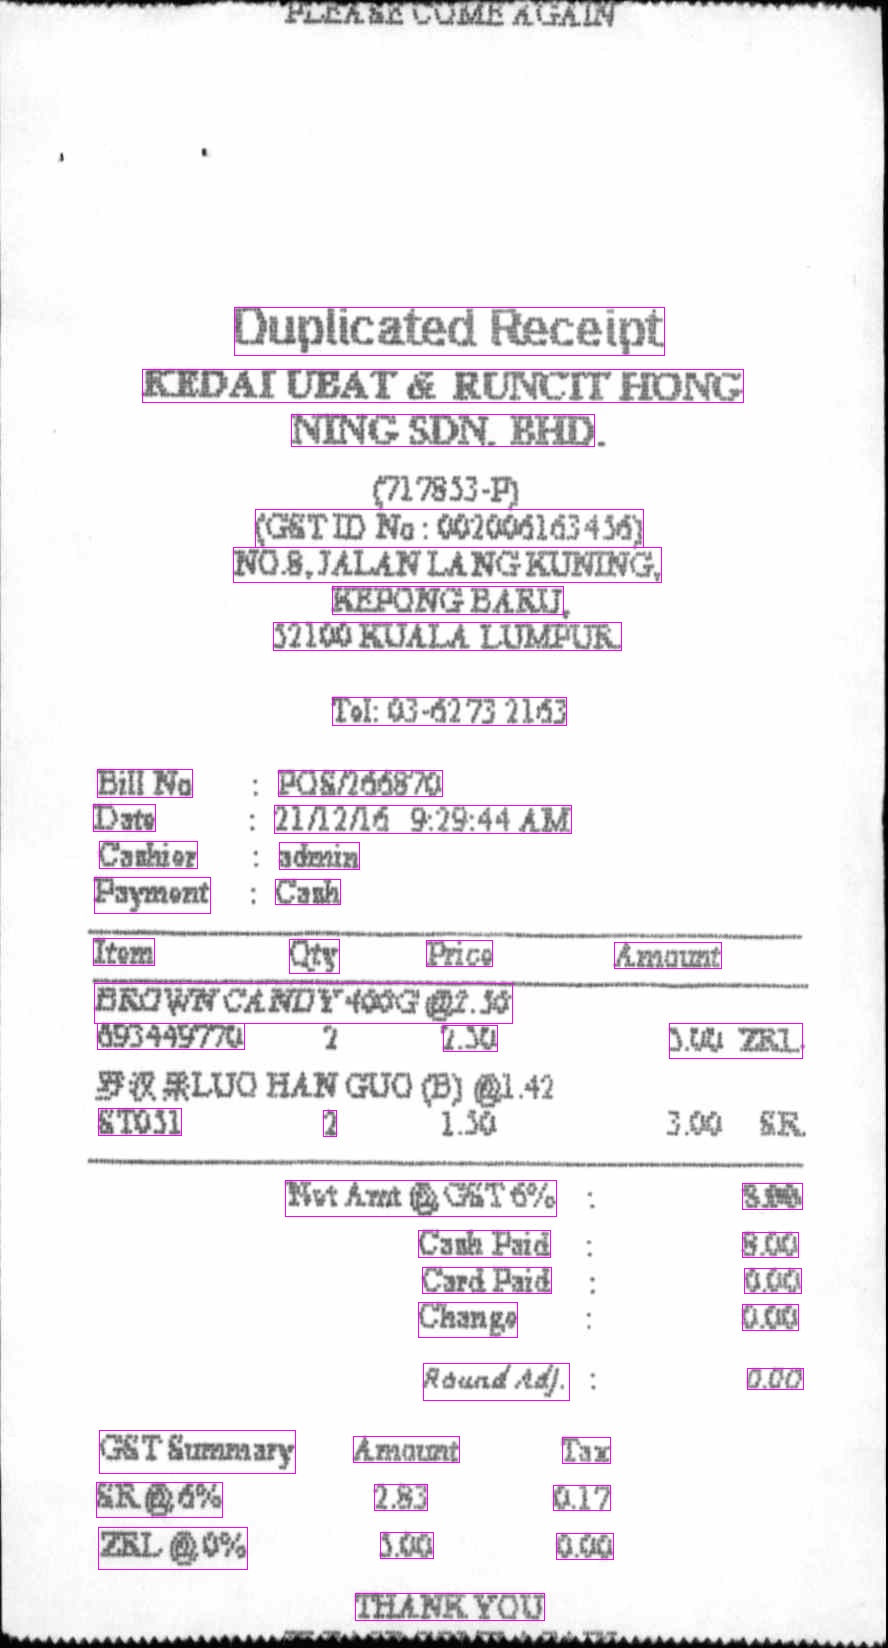 PLEASE COME AGAIN
Duplicated Receipt
KEDAI UBAT & RUNCIT HONG
NING SDN. BHD.
(717853-P)
(GST ID No : 002006163456)
NO.8, JALAN LANG KUNING,
KEPONG BARU,
52100 KUALA LUMPUR.
Tel: 03-6273 2163
Bill No : POS/266870
Date : 21/12/16 9:29:44 AM
Cashier : admin
Payment : Cash
Item Qty Price Amount
BROWN CANDY 400G @2.50
693449770 2 2.50 5.00 ZRL
罗汉果LUO HAN GUO (B) @1.42
ST051 2 1.50 3.00 SR
Net Amt @ GST 6% : 8.00
Cash Paid : 8.00
Card Paid : 0.00
Change : 0.00
Round Adj. : 0.00
GST Summary Amount Tax
SR @ 6% 2.83 0.17
ZRL @ 0% 5.00 0.00
THANK YOU